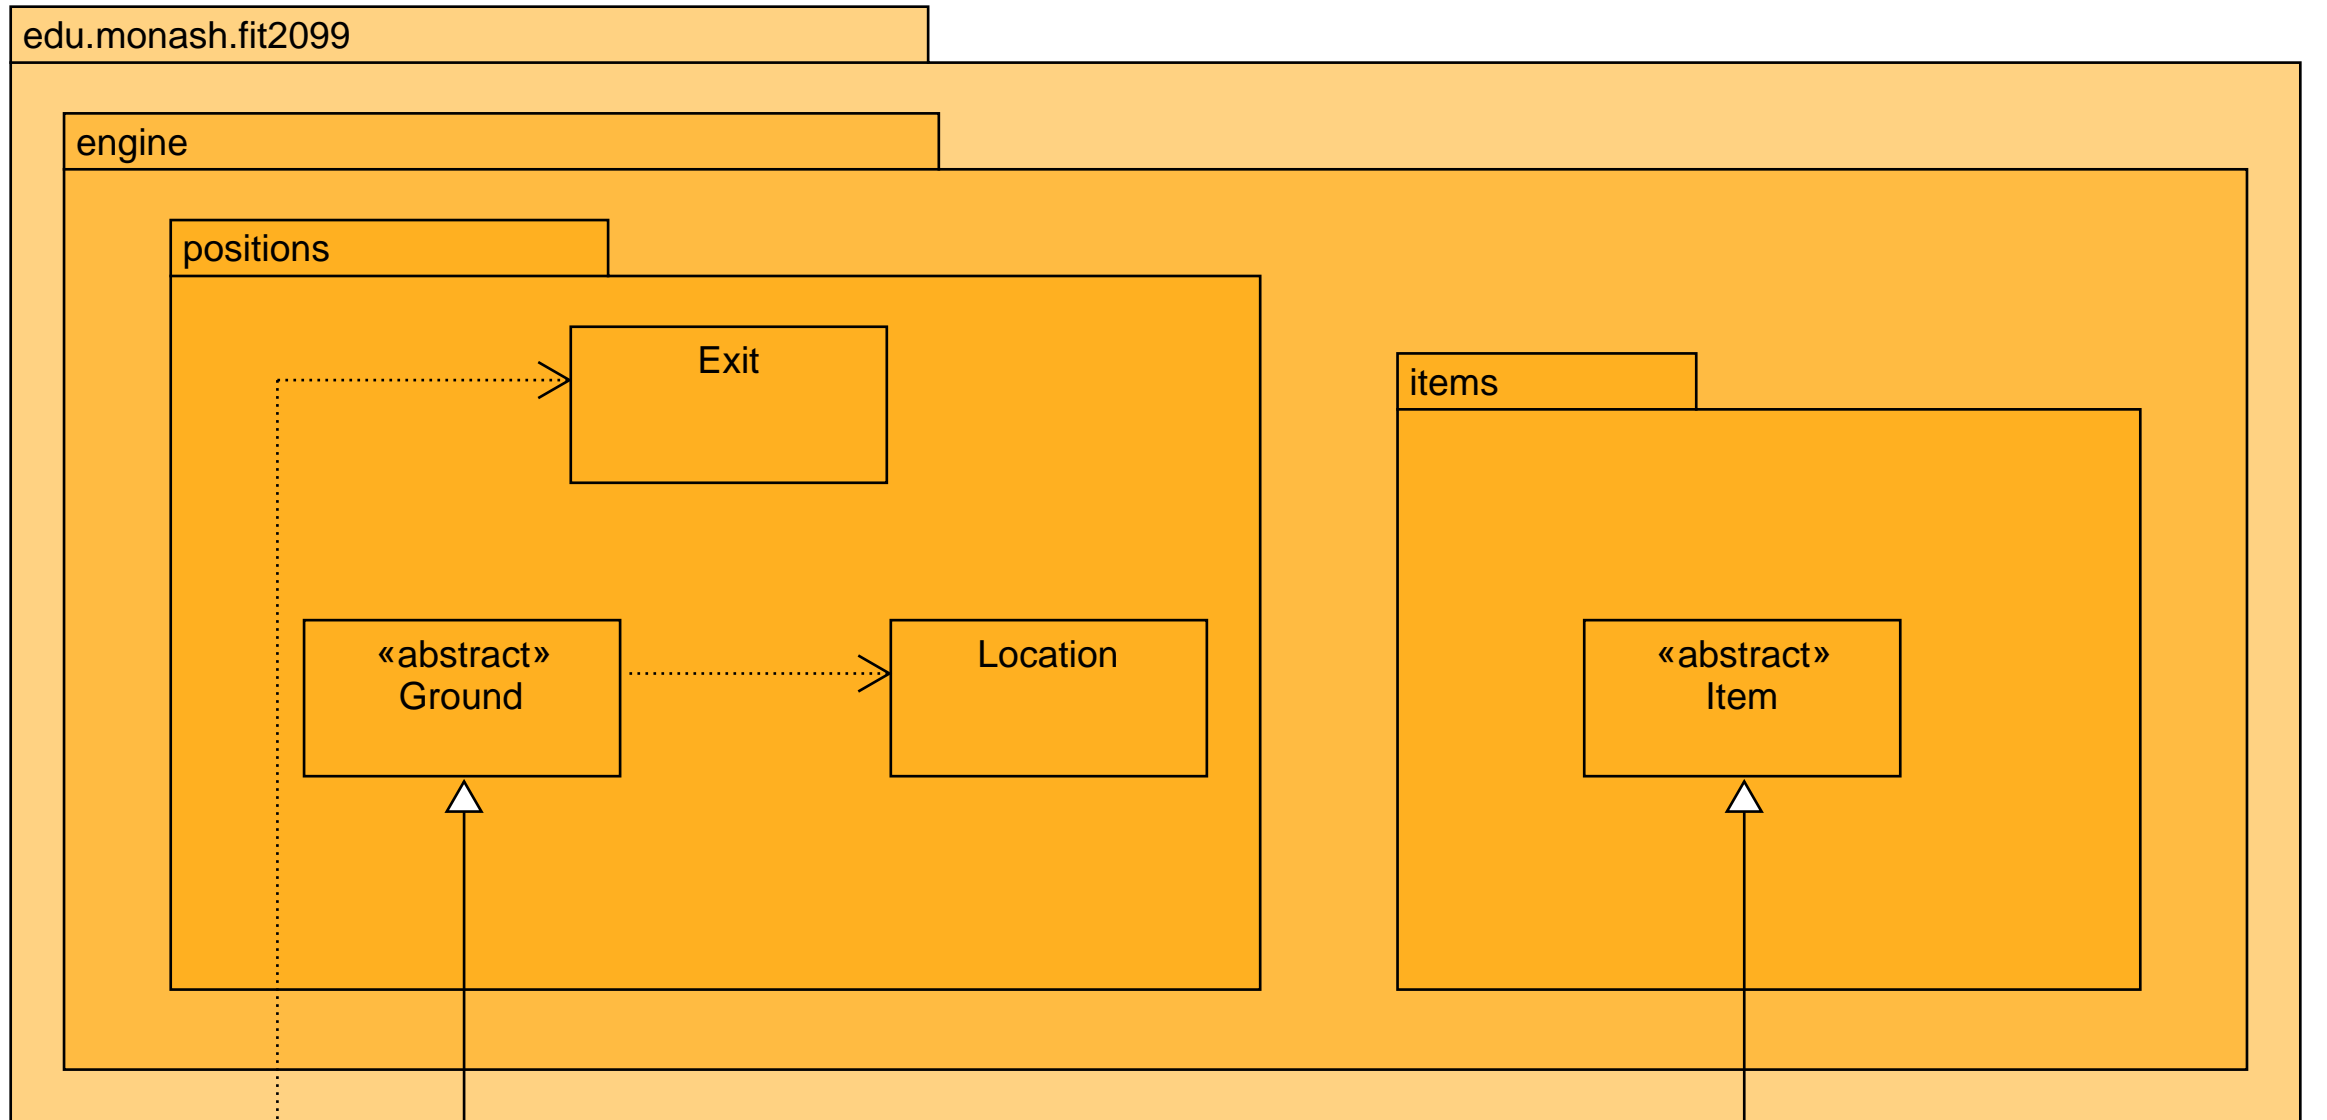 edu.monash.fit2099
engine
positions
Exit
items
«abstract»
Ground
Location
«abstract»
Item